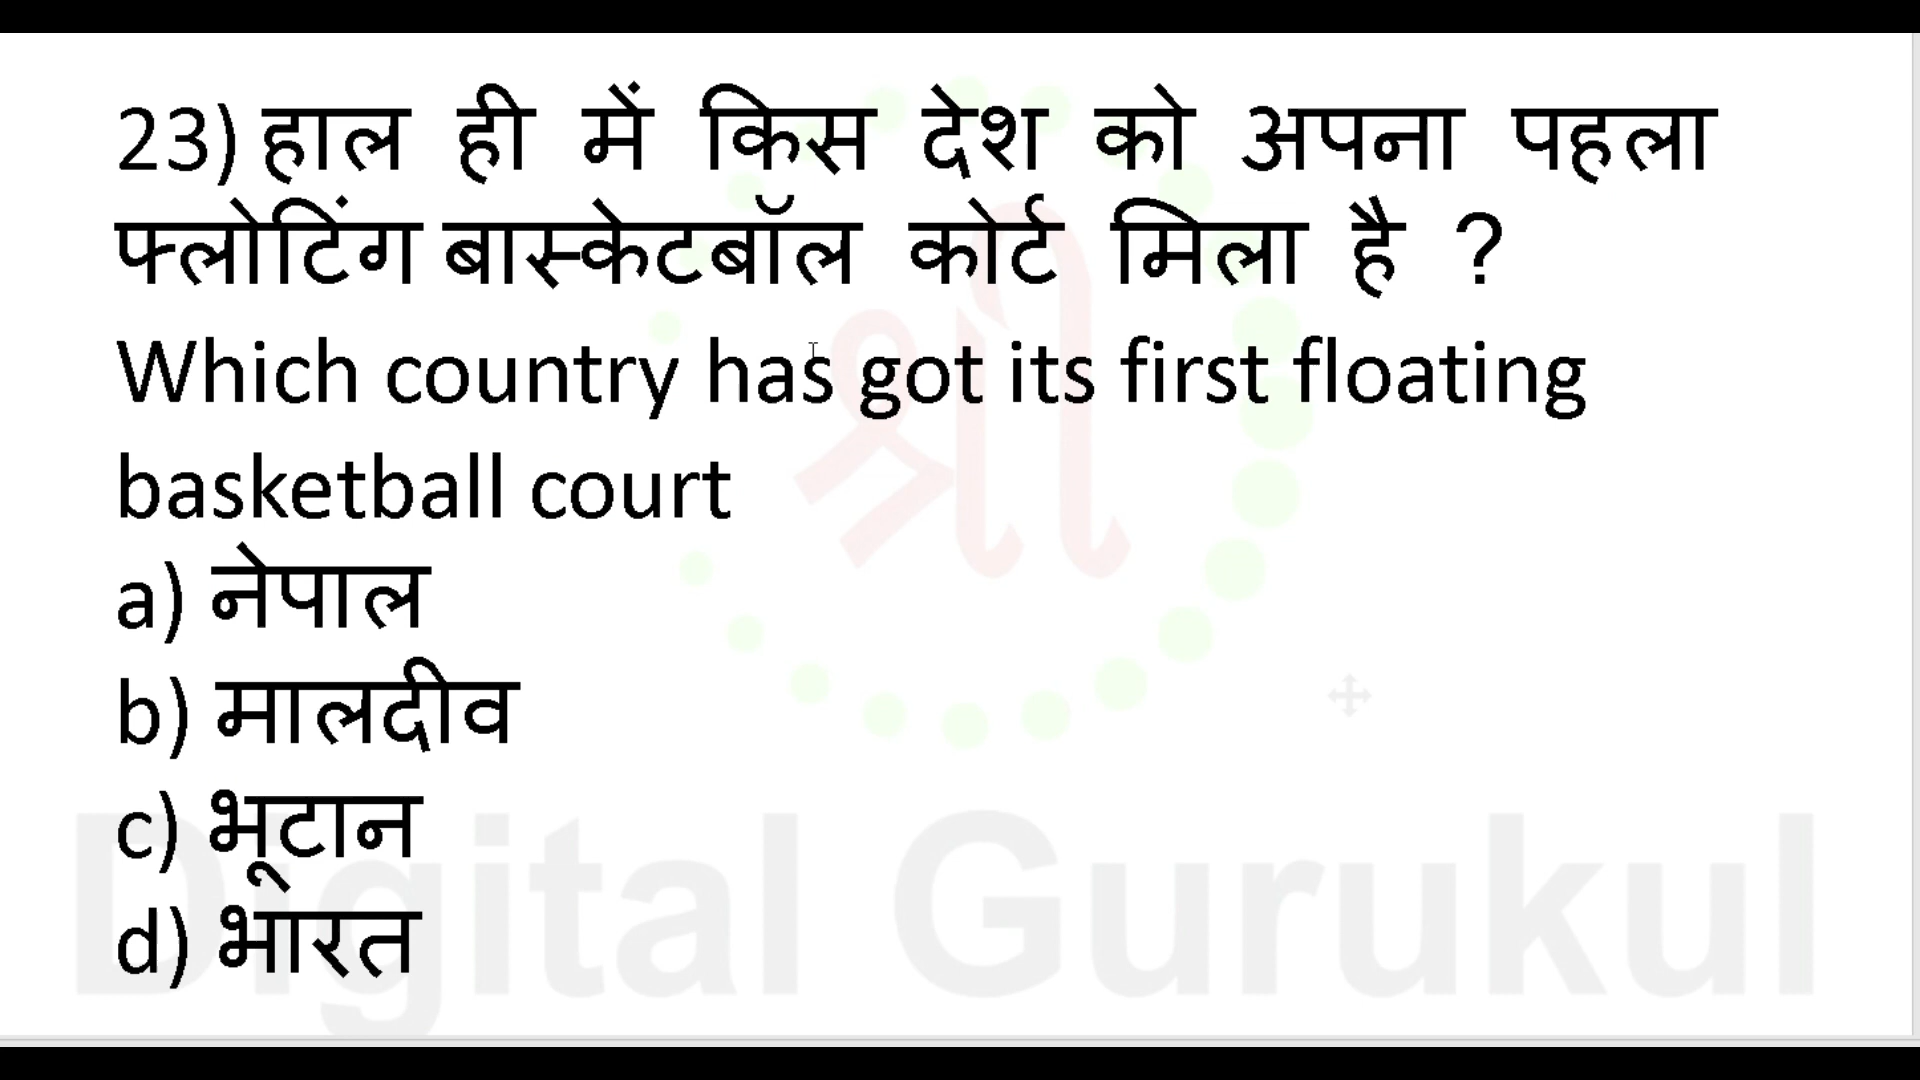 23) हाल ही में किस देश को अपना पहला
फ्लोटिंग बास्केटबॉल कोर्ट मिला है ?
Which country has got its first floating
basketball court
a) नेपाल
b) मालदीव
c) भूटान
d) भारत
श्री
Digital Gurukul